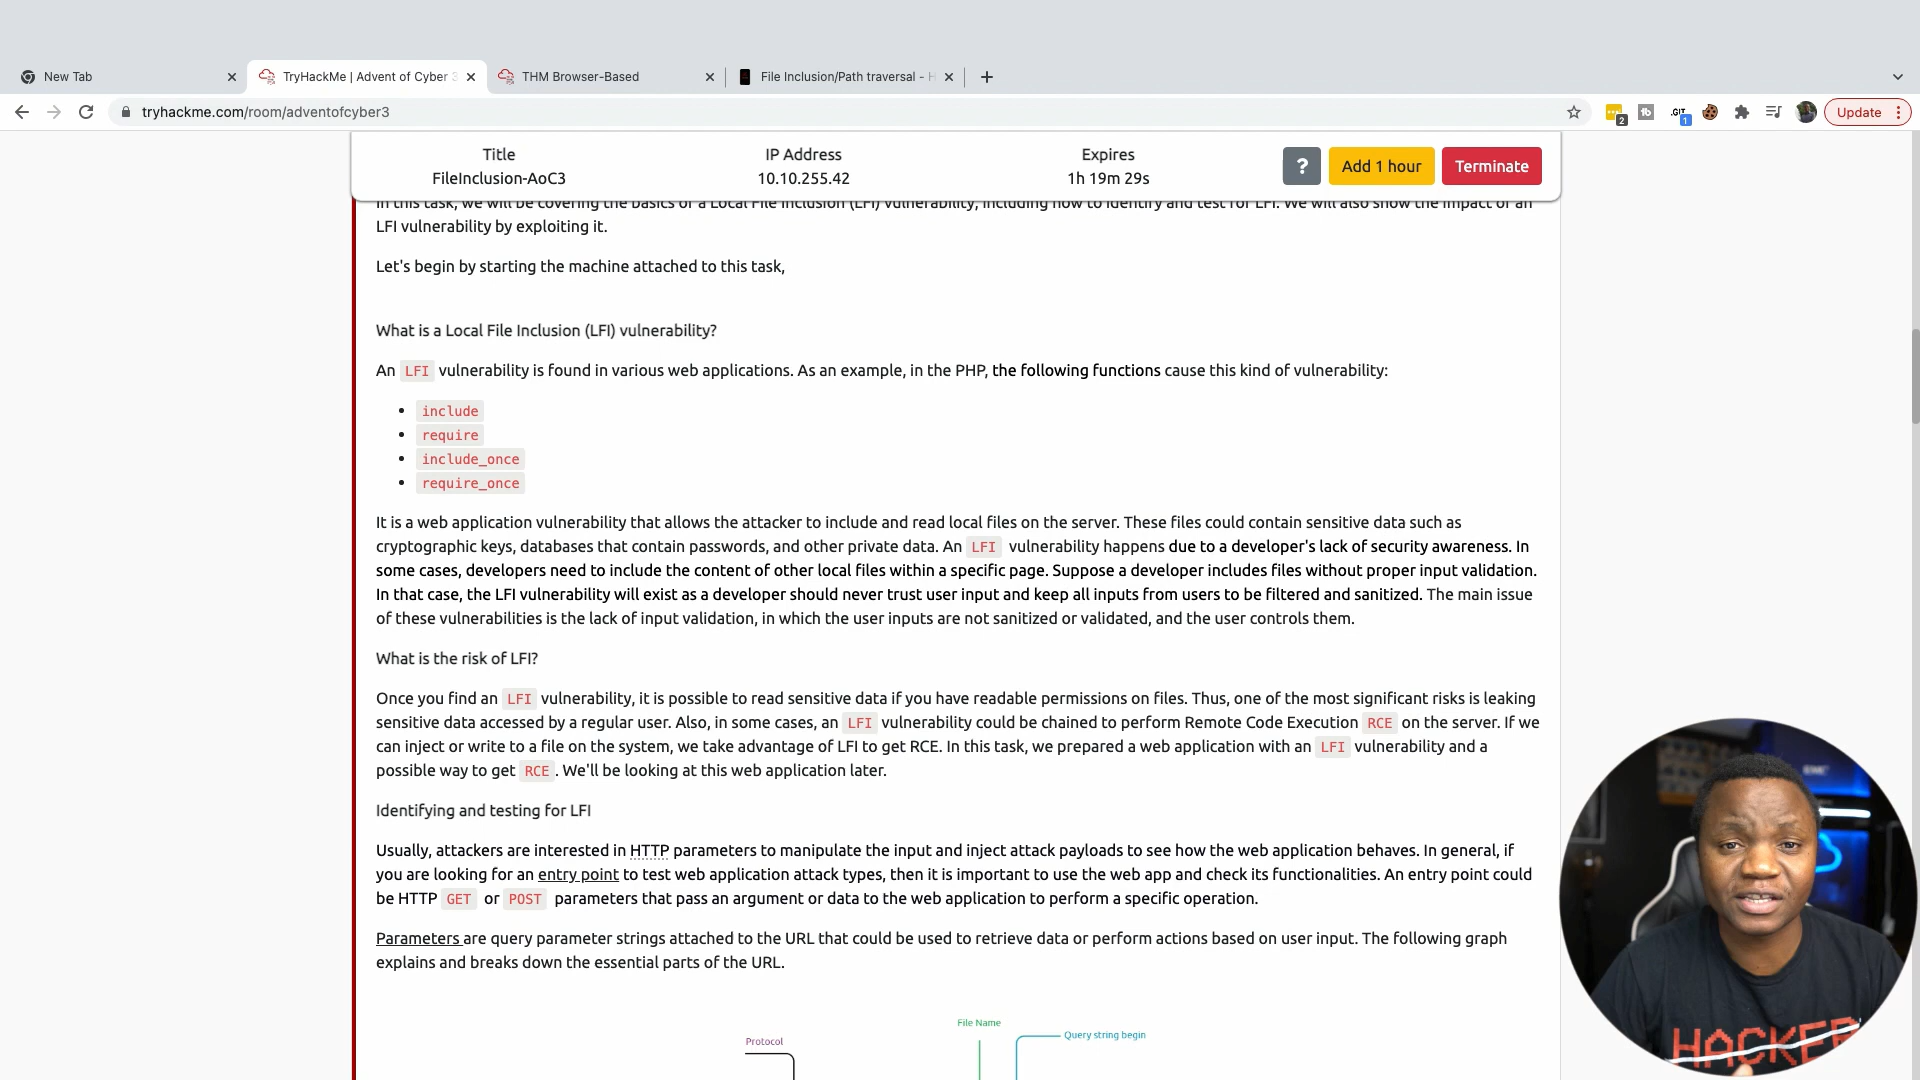 New Tab
TryHackMe | Advent of Cyber 3
THM Browser-Based
File Inclusion/Path traversal - H
tryhackme.com/room/adventofcyber3
2
.GIT
1
Update
Title
IP Address
Expires
FileInclusion-AoC3
10.10.255.42
1h 19m 29s
?
Add 1 hour
Terminate
In this task, we will be covering the basics of a Local File Inclusion (LFI) vulnerability, including how to identify and test for LFI. We will also show the impact of an
LFI vulnerability by exploiting it.
Let's begin by starting the machine attached to this task,
What is a Local File Inclusion (LFI) vulnerability?
An LFI vulnerability is found in various web applications. As an example, in the PHP, the following functions cause this kind of vulnerability:
• include
• require
• include_once
• require_once
It is a web application vulnerability that allows the attacker to include and read local files on the server. These files could contain sensitive data such as
cryptographic keys, databases that contain passwords, and other private data. An LFI vulnerability happens due to a developer's lack of security awareness. In
some cases, developers need to include the content of other local files within a specific page. Suppose a developer includes files without proper input validation.
In that case, the LFI vulnerability will exist as a developer should never trust user input and keep all inputs from users to be filtered and sanitized. The main issue
of these vulnerabilities is the lack of input validation, in which the user inputs are not sanitized or validated, and the user controls them.
What is the risk of LFI?
Once you find an LFI vulnerability, it is possible to read sensitive data if you have readable permissions on files. Thus, one of the most significant risks is leaking
sensitive data accessed by a regular user. Also, in some cases, an LFI vulnerability could be chained to perform Remote Code Execution RCE on the server. If we
can inject or write to a file on the system, we take advantage of LFI to get RCE. In this task, we prepared a web application with an LFI vulnerability and a
possible way to get RCE. We'll be looking at this web application later.
Identifying and testing for LFI
Usually, attackers are interested in HTTP parameters to manipulate the input and inject attack payloads to see how the web application behaves. In general, if
you are looking for an entry point to test web application attack types, then it is important to use the web app and check its functionalities. An entry point could
be HTTP GET or POST parameters that pass an argument or data to the web application to perform a specific operation.
Parameters are query parameter strings attached to the URL that could be used to retrieve data or perform actions based on user input. The following graph
explains and breaks down the essential parts of the URL.
File Name
Query string begin
Protocol
HACKER